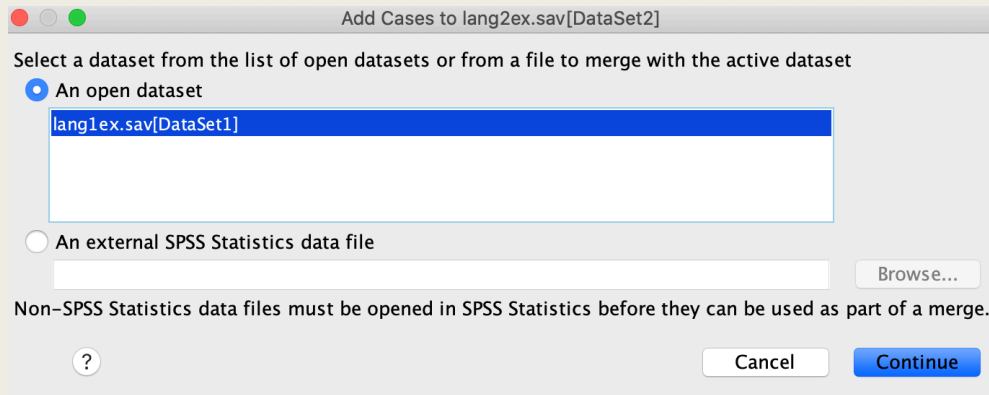 Add Cases to lang2ex.sav[DataSet2]
Select a dataset from the list of open datasets or from a file to merge with the active dataset
An open dataset
lang1ex.sav[DataSet1]
An external SPSS Statistics data file
Browse...
Non-SPSS Statistics data files must be opened in SPSS Statistics before they can be used as part of a merge.
? Cancel Continue